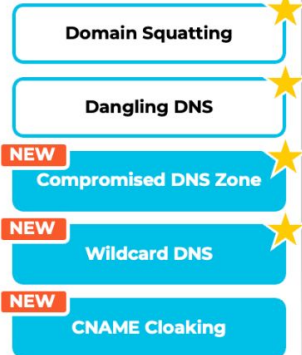 Domain Squatting
Dangling DNS
NEW
Compromised DNS Zone
NEW
Wildcard DNS
NEW
CNAME Cloaking